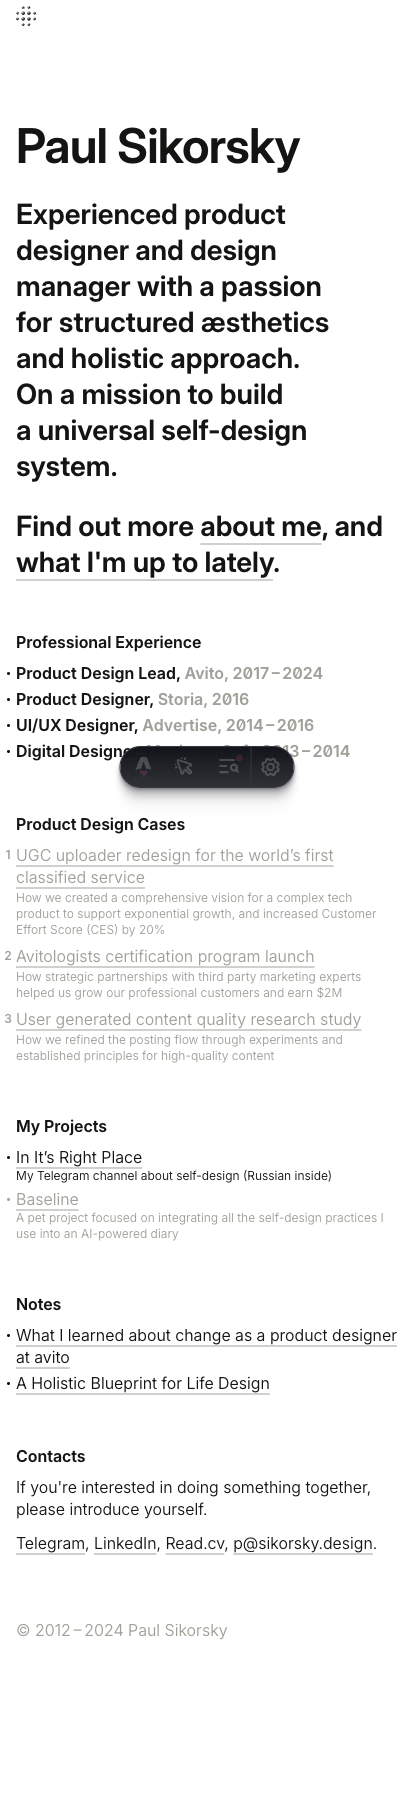 Paul Sikorsky
Experienced product
designer and design
manager with a passion
for structured æsthetics
and holistic approach.
On a mission to build
a universal self-design
system.
Find out more about me, and
what I'm up to lately.
Professional Experience
· Product Design Lead, Avito, 2017 – 2024
· Product Designer, Storia, 2016
· UI/UX Designer, Advertise, 2014 – 2016
· Digital Designer, 2013 – 2014
Product Design Cases
1 UGC uploader redesign for the world’s first
classified service
How we created a comprehensive vision for a complex tech
product to support exponential growth, and increased Customer
Effort Score (CES) by 20%
2 Avitologists certification program launch
How strategic partnerships with third party marketing experts
helped us grow our professional customers and earn $2M
3 User generated content quality research study
How we refined the posting flow through experiments and
established principles for high-quality content
My Projects
· In It’s Right Place
My Telegram channel about self-design (Russian inside)
· Baseline
A pet project focused on integrating all the self-design practices I
use into an AI-powered diary
Notes
· What I learned about change as a product designer
at avito
· A Holistic Blueprint for Life Design
Contacts
If you're interested in doing something together,
please introduce yourself.
Telegram, LinkedIn, Read.cv, p@sikorsky.design.
© 2012 – 2024 Paul Sikorsky